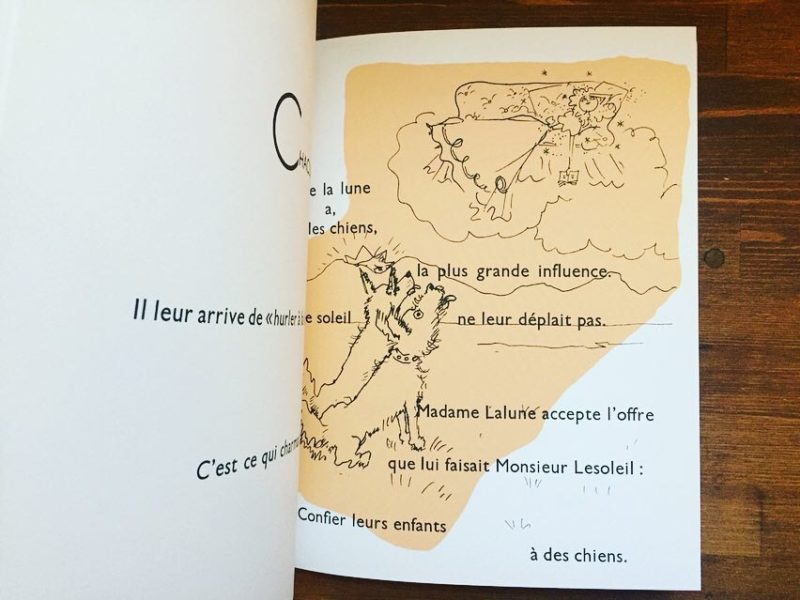 Il leur arrive de «hurler à
C'est ce qui
e la lune
a,
les chiens,
la plus grande influence.
e soleil ne leur déplait pas.
Madame Lalune accepte l'offre
que lui faisait Monsieur Lesoleil :
Confier leurs enfants
à des chiens.